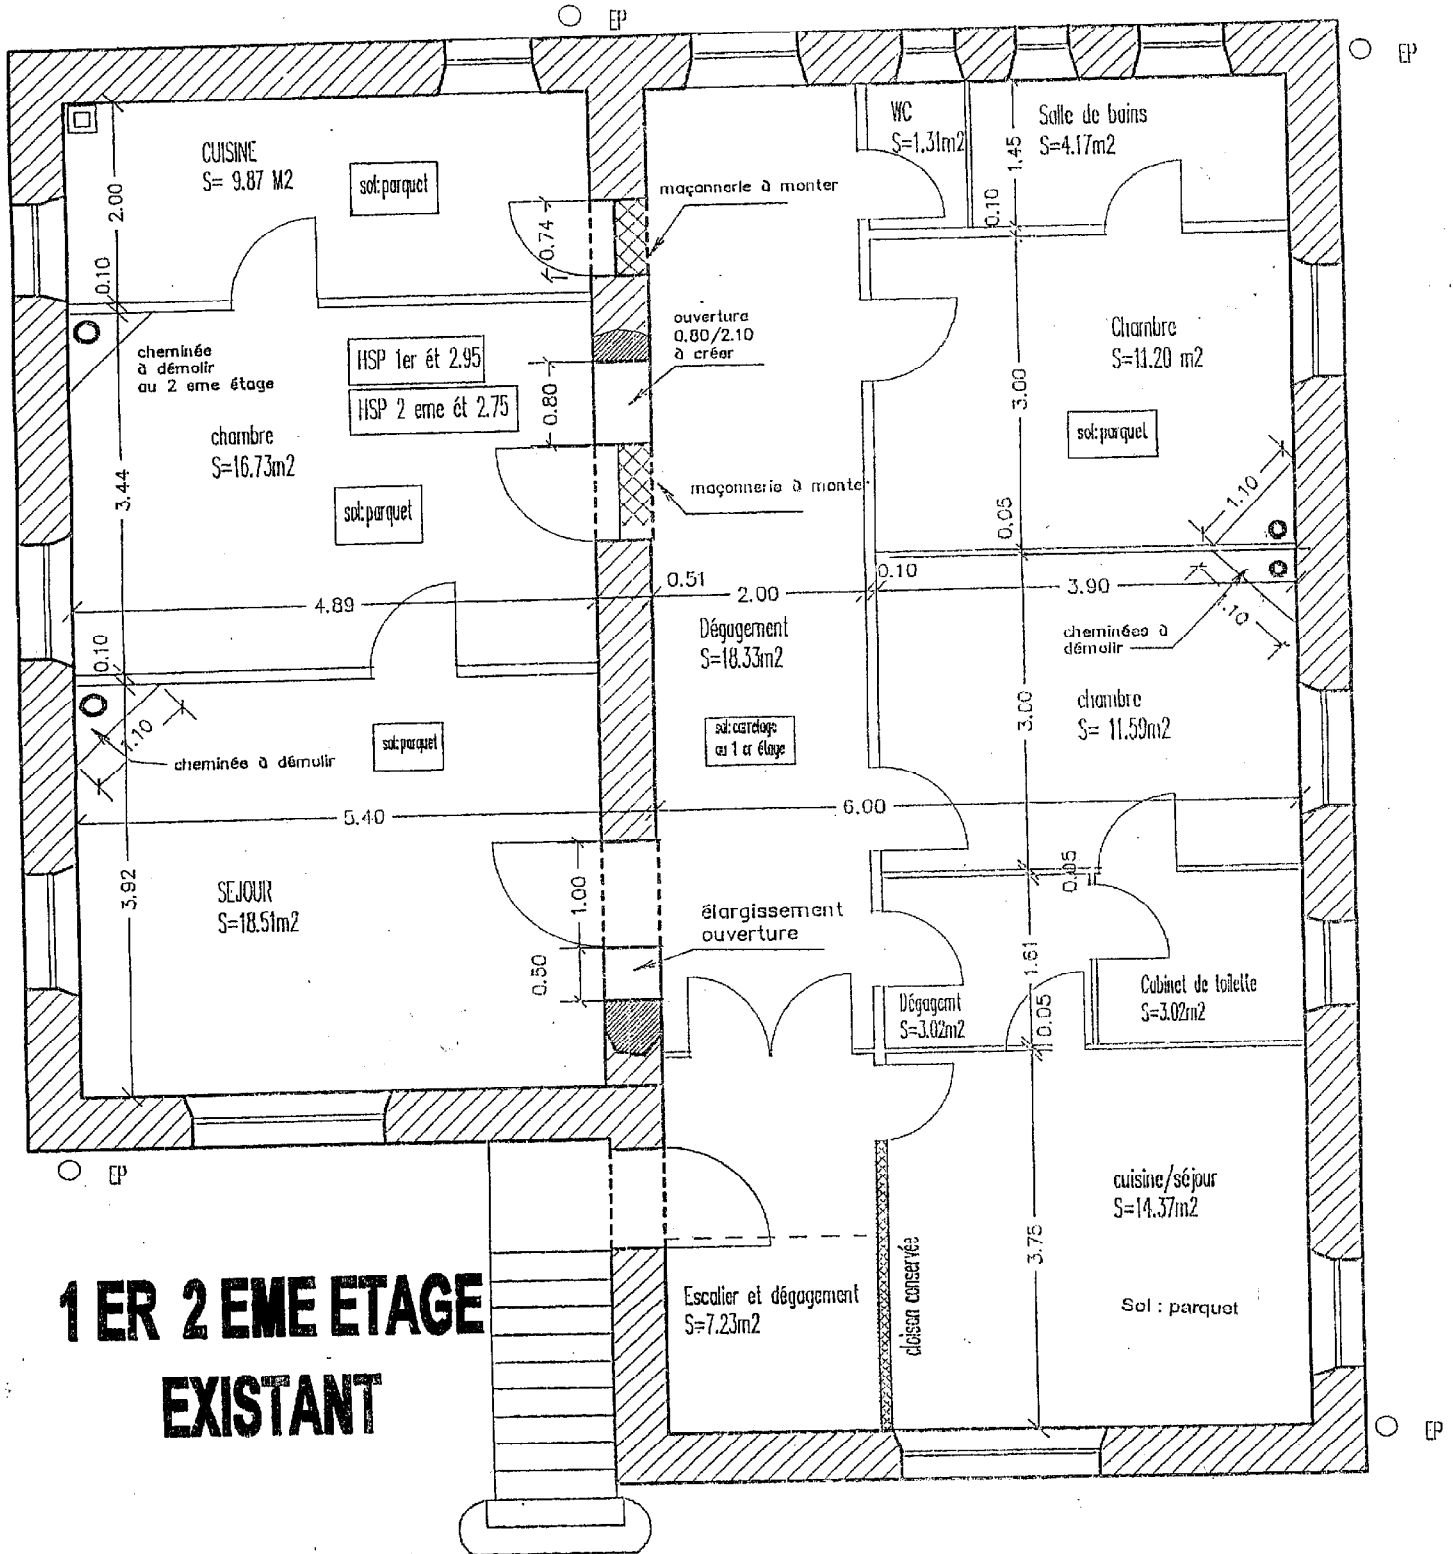 EP
EP
CUISINE
S= 9.87 M2
sol:parquet
2.00
0.10
0.74
maçonnerie à monter
WC
S=1.31m2
Salle de bains
S=4.17m2
1.45
0.10
cheminée
à démolir
au 2 eme étage
HSP 1er ét 2.95
HSP 2 eme ét 2.75
ouverture
0.80/2.10
à créer
0.80
Chambre
S=11.20 m2
3.00
sol:parquet
chambre
S=16.73m2
3.44
sol:parquet
maçonnerie à monter
1.10
0.05
4.89
0.51
2.00
0.10
3.90
1.10
0.10
Dégagement
S=18.33m2
cheminées à
démolir
chambre
S= 11.59m2
3.00
sol:carrelage
au 1 er étage
1.10
cheminée à démolir
sol:parquet
5.40
6.00
3.92
SEJOUR
S=18.51m2
1.00
0.50
élargissement
ouverture
0.05
1.61
Dégagemt
S=3.02m2
0.05
Cabinet de toilette
S=3.02m2
EP
cuisine/séjour
S=14.37m2
3.75
Escalier et dégagement
S=7.23m2
cloison conservée
Sol : parquet
1 ER 2 EME ETAGE
EXISTANT
EP